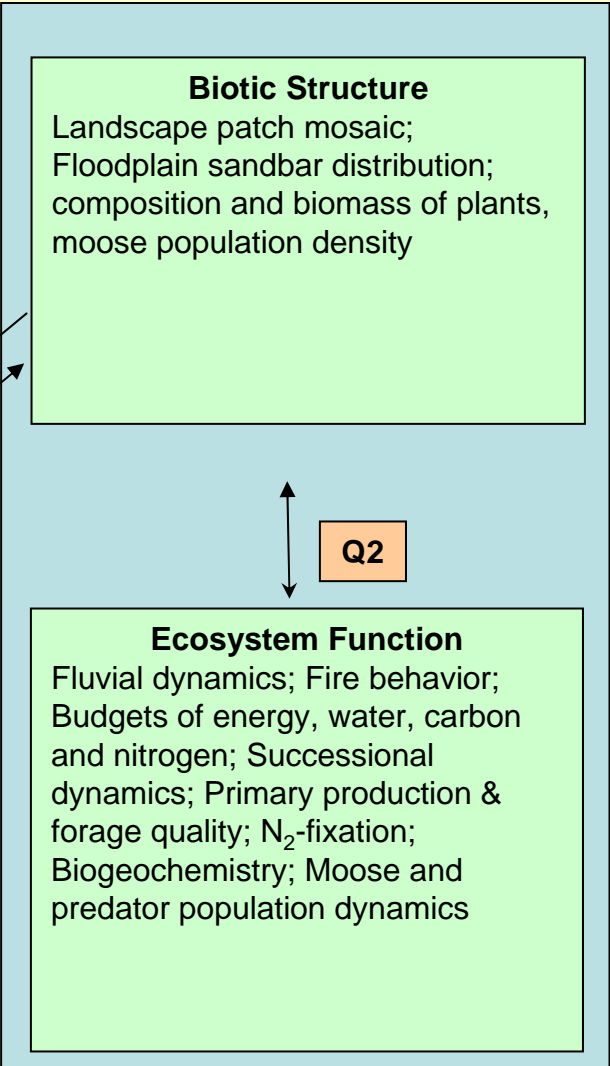 Biotic Structure
Landscape patch mosaic;
Floodplain sandbar distribution;
composition and biomass of plants,
moose population density
Q2
Ecosystem Function
Fluvial dynamics; Fire behavior;
Budgets of energy, water, carbon
and nitrogen; Successional
dynamics; Primary production &
forage quality; N₂-fixation;
Biogeochemistry; Moose and
predator population dynamics